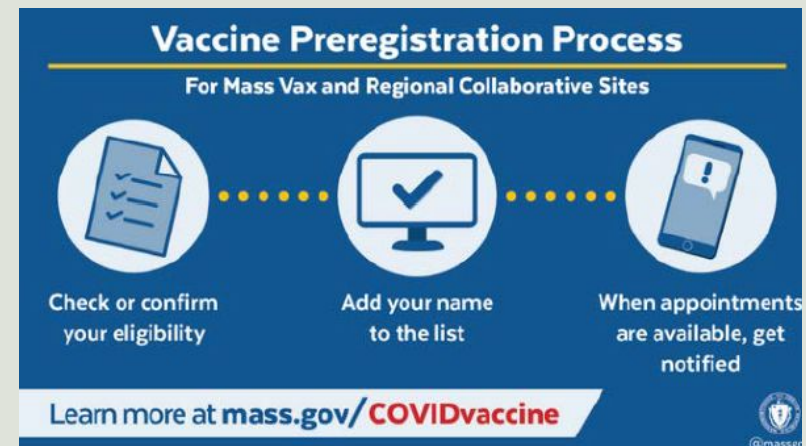 Vaccine Preregistration Process
For Mass Vax and Regional Collaborative Sites
Check or confirm
your eligibility
Add your name
to the list
When appointments
are available, get
notified
Learn more at mass.gov/COVIDvaccine